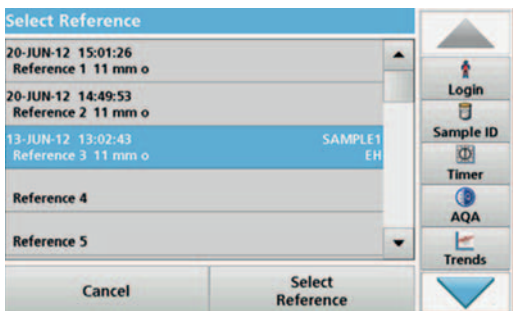 Select Reference
20-JUN-12 15:01:26
Reference 1 11 mm o
20-JUN-12 14:49:53
Reference 2 11 mm o
13-JUN-12 13:02:43 SAMPLE1
Reference 3 11 mm o EH
Reference 4
Reference 5
Cancel
Select
Reference
Login
Sample ID
Timer
AQA
Trends